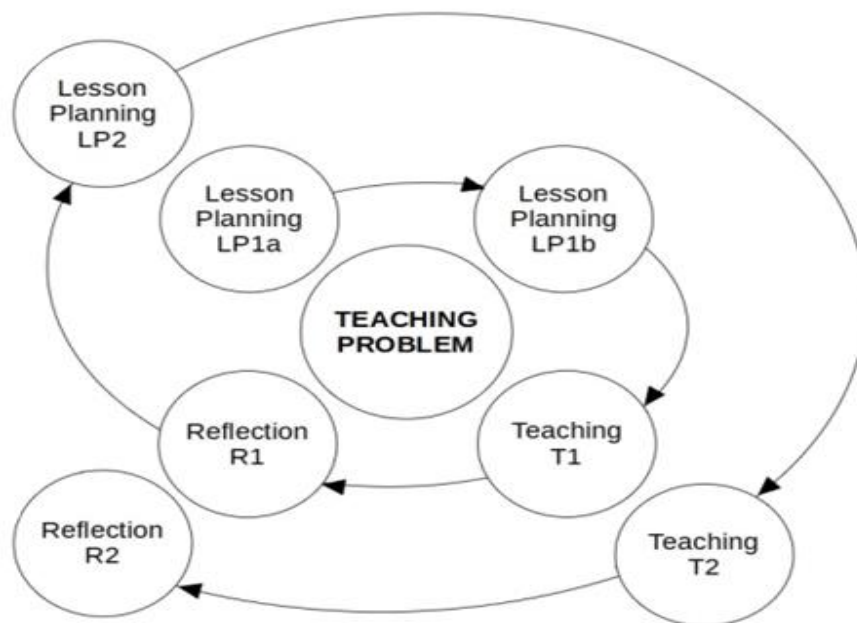 Lesson
Planning
LP2
Lesson
Planning
LP1a
Lesson
Planning
LP1b
TEACHING
PROBLEM
Reflection
R1
Teaching
T1
Reflection
R2
Teaching
T2